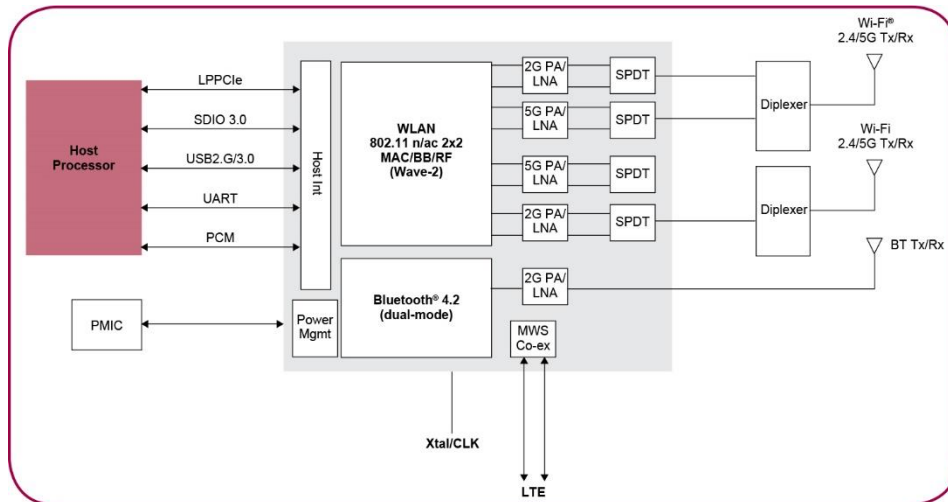 Wi-Fi®
2.4/5G Tx/Rx
2G PA/
LNA
SPDT
LPPCIe
Diplexer
SDIO 3.0
5G PA/
LNA
SPDT
WLAN
802.11 n/ac 2x2
MAC/BB/RF
(Wave-2)
Wi-Fi
2.4/5G Tx/Rx
Host
Processor
USB2.G/3.0
Host Int
5G PA/
LNA
SPDT
UART
2G PA/
LNA
SPDT
Diplexer
PCM
BT Tx/Rx
2G PA/
LNA
Bluetooth® 4.2
(dual-mode)
PMIC
Power
Mgmt
MWS
Co-ex
Xtal/CLK
LTE